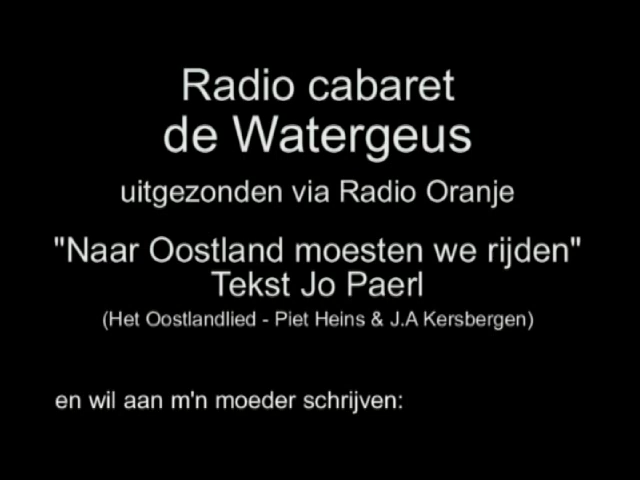 Radio cabaret
de Watergeus
uitgezonden via Radio Oranje
"Naar Oostland moesten we rijden"
Tekst Jo Paerl
(Het Oostlandlied - Piet Heins & J.A Kersbergen)
en wil aan m'n moeder schrijven: